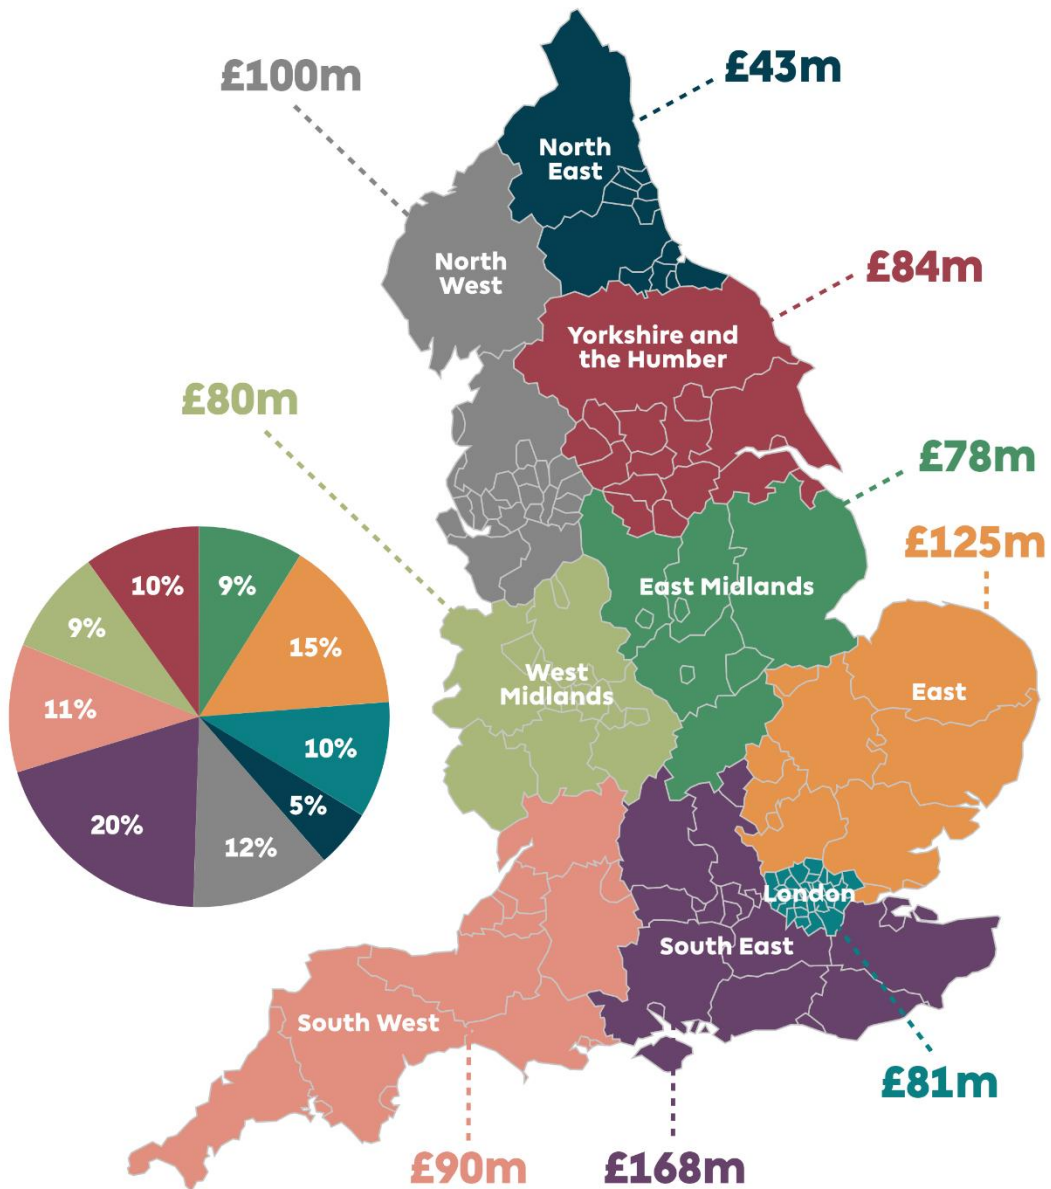 £43m
£100m
North
East
North
West
£84m
Yorkshire and
the Humber
£80m
£78m
£125m
East Midlands
West
Midlands
East
10%
9%
9%
15%
11%
10%
5%
20%
12%
London
South East
South West
£81m
£90m
£168m